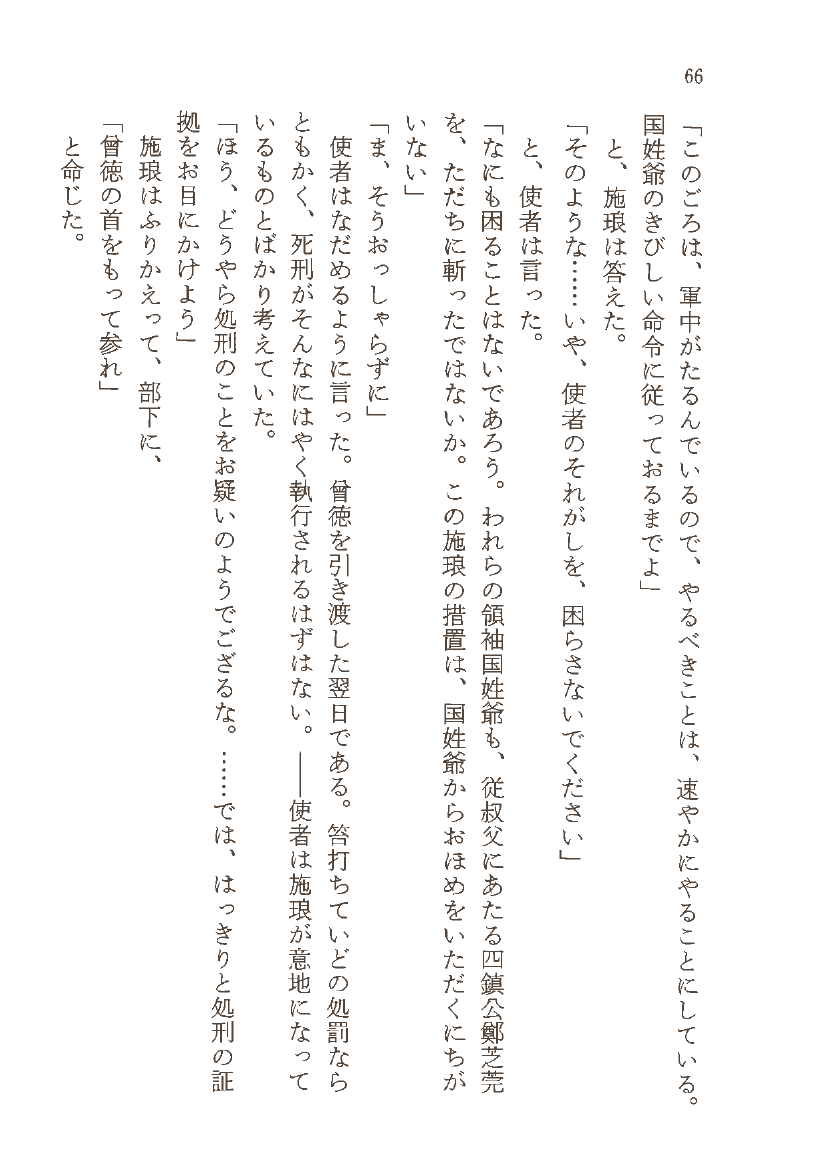 66
「このごろは、軍中がたるんでいるので、やるべきことは、速やかにやることにしている。
国姓爺のきびしい命令に従っておるまでよ」
と、施琅は答えた。
「そのような……いや、使者のそれがしを、困らさないでください」
と、使者は言った。
「なにも困ることはないであろう。われらの領袖国姓爺も、従叔父にあたる四鎮公鄭芝莞
を、ただちに斬ったではないか。この施琅の措置は、国姓爺からおほめをいただくにちが
いない」
「ま、そうおっしゃらずに」
使者はなだめるように言った。曾徳を引き渡した翌日である。笞打ちていどの処罰なら
ともかく、死刑がそんなにはやく執行されるはずはない。――使者は施琅が意地になって
いるものとばかり考えていた。
「ほう、どうやら処刑のことをお疑いのようでござるな。……では、はっきりと処刑の証
拠をお目にかけよう」
施琅はふりかえって、部下に、
「曾徳の首をもって参れ」
と命じた。